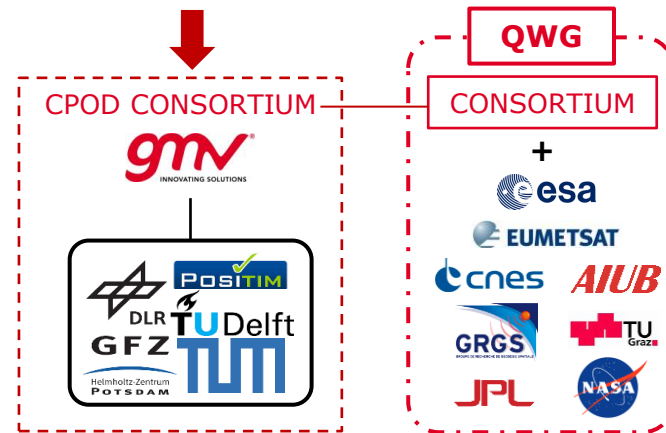 QWG
CPOD CONSORTIUM
CONSORTIUM
gmv®
INNOVATING SOLUTIONS
+
esa
EUMETSAT
POSITIM
DLR
TU Delft
GFZ
TUM
Helmholtz-Zentrum
POTSDAM
cnes
AIUB
GRGS
GROUPE DE RECHERCHE DE GEODESIE SPATIALE
TU
Graz
JPL
NASA